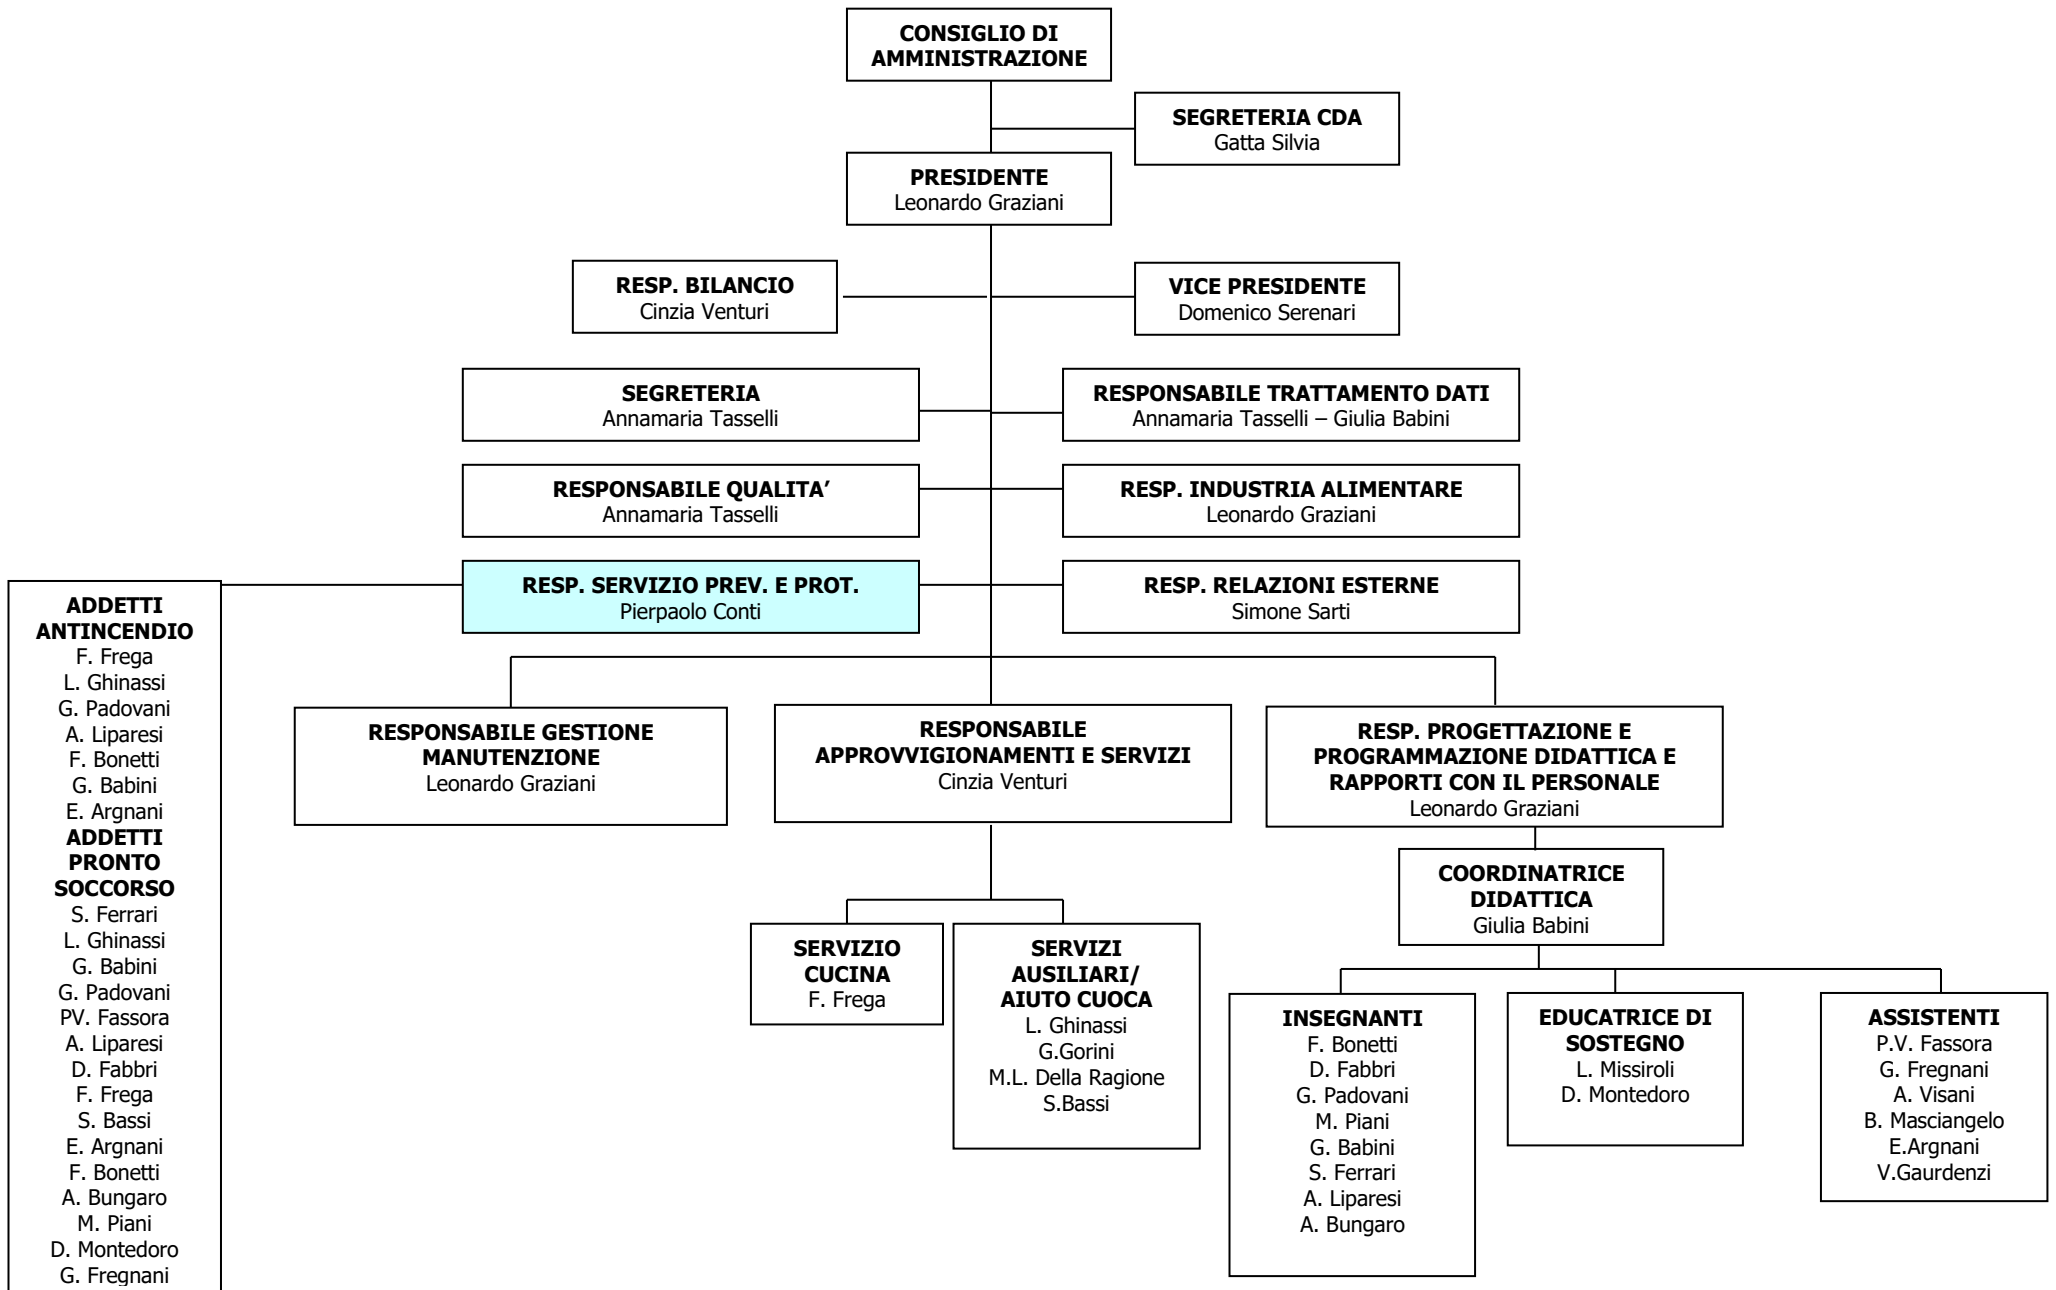 CONSIGLIO DI
AMMINISTRAZIONE
SEGRETERIA CDA
Gatta Silvia
PRESIDENTE
Leonardo Graziani
RESP. BILANCIO
Cinzia Venturi
VICE PRESIDENTE
Domenico Serenari
SEGRETERIA
Annamaria Tasselli
RESPONSABILE TRATTAMENTO DATI
Annamaria Tasselli – Giulia Babini
RESPONSABILE QUALITA’
Annamaria Tasselli
RESP. INDUSTRIA ALIMENTARE
Leonardo Graziani
RESP. SERVIZIO PREV. E PROT.
Pierpaolo Conti
RESP. RELAZIONI ESTERNE
Simone Sarti
ADDETTI
ANTINCENDIO
F. Frega
L. Ghinassi
G. Padovani
A. Liparesi
F. Bonetti
G. Babini
E. Argnani
ADDETTI
PRONTO
SOCCORSO
S. Ferrari
L. Ghinassi
G. Babini
G. Padovani
PV. Fassora
A. Liparesi
D. Fabbri
F. Frega
S. Bassi
E. Argnani
F. Bonetti
A. Bungaro
M. Piani
D. Montedoro
G. Fregnani
RESPONSABILE GESTIONE
MANUTENZIONE
Leonardo Graziani
RESPONSABILE
APPROVVIGIONAMENTI E SERVIZI
Cinzia Venturi
RESP. PROGETTAZIONE E
PROGRAMMAZIONE DIDATTICA E
RAPPORTI CON IL PERSONALE
Leonardo Graziani
COORDINATRICE
DIDATTICA
Giulia Babini
SERVIZIO
CUCINA
F. Frega
SERVIZI
AUSILIARI/
AIUTO CUOCA
L. Ghinassi
G.Gorini
M.L. Della Ragione
S.Bassi
INSEGNANTI
F. Bonetti
D. Fabbri
G. Padovani
M. Piani
G. Babini
S. Ferrari
A. Liparesi
A. Bungaro
EDUCATRICE DI
SOSTEGNO
L. Missiroli
D. Montedoro
ASSISTENTI
P.V. Fassora
G. Fregnani
A. Visani
B. Masciangelo
E.Argnani
V.Gaurdenzi